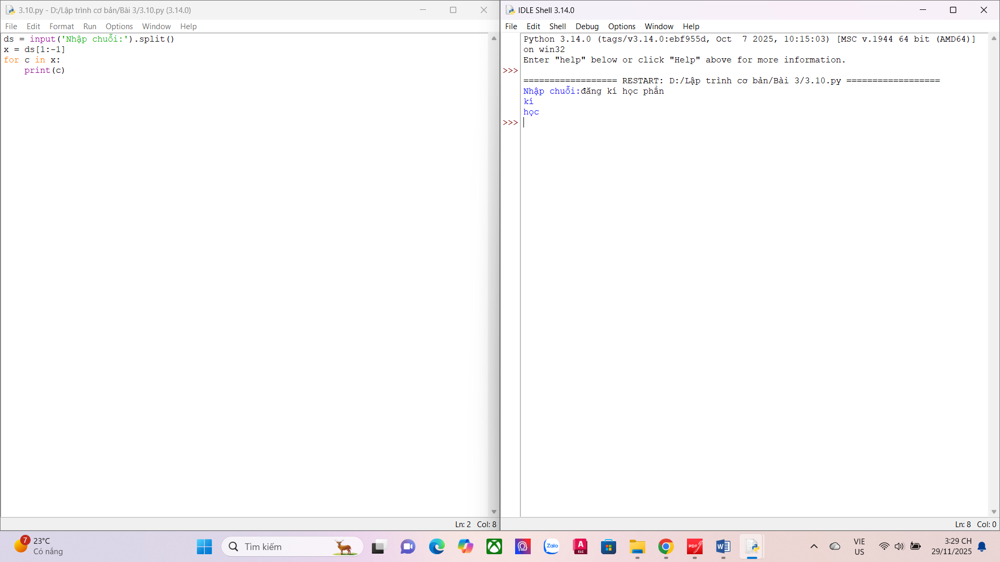 3.10.py - D:/Lập trình cơ bản/Bài 3/3.10.py (3.14.0)
File Edit Format Run Options Window Help
ds = input('Nhập chuỗi:').split()
x = ds[1:-1]
for c in x:
    print(c)
Ln: 2 Col: 8
IDLE Shell 3.14.0
File Edit Shell Debug Options Window Help
Python 3.14.0 (tags/v3.14.0:ebf955d, Oct  7 2025, 10:15:03) [MSC v.1944 64 bit (AMD64)]
on win32
Enter "help" below or click "Help" above for more information.
>>>
================== RESTART: D:/Lập trình cơ bản/Bài 3/3.10.py ==================
Nhập chuỗi:đăng kí học phần
kí
học
>>>
Ln: 8 Col: 0
7
23°C
Có nắng
Tìm kiếm
Zalo
A
ELC
PDF
W
VIE
US
3:29 CH
29/11/2025